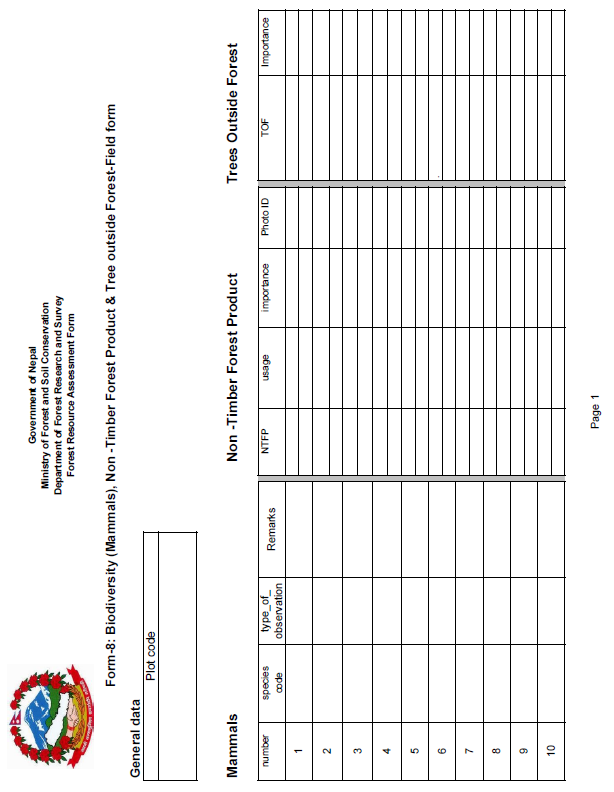 Government of Nepal
Ministry of Forest and Soil Conservation
Department of Forest Research and Survey
Forest Resource Assessment Form
Form-8: Biodiversity (Mammals), Non -Timber Forest Product & Tree outside Forest-Field form
General data
Plot code
Mammals Non -Timber Forest Product Trees Outside Forest
number species code type_of_observation Remarks NTFP usage importance Photo ID TOF Importance
1
2
3
4
5
6
7
8
9
10
Page 1